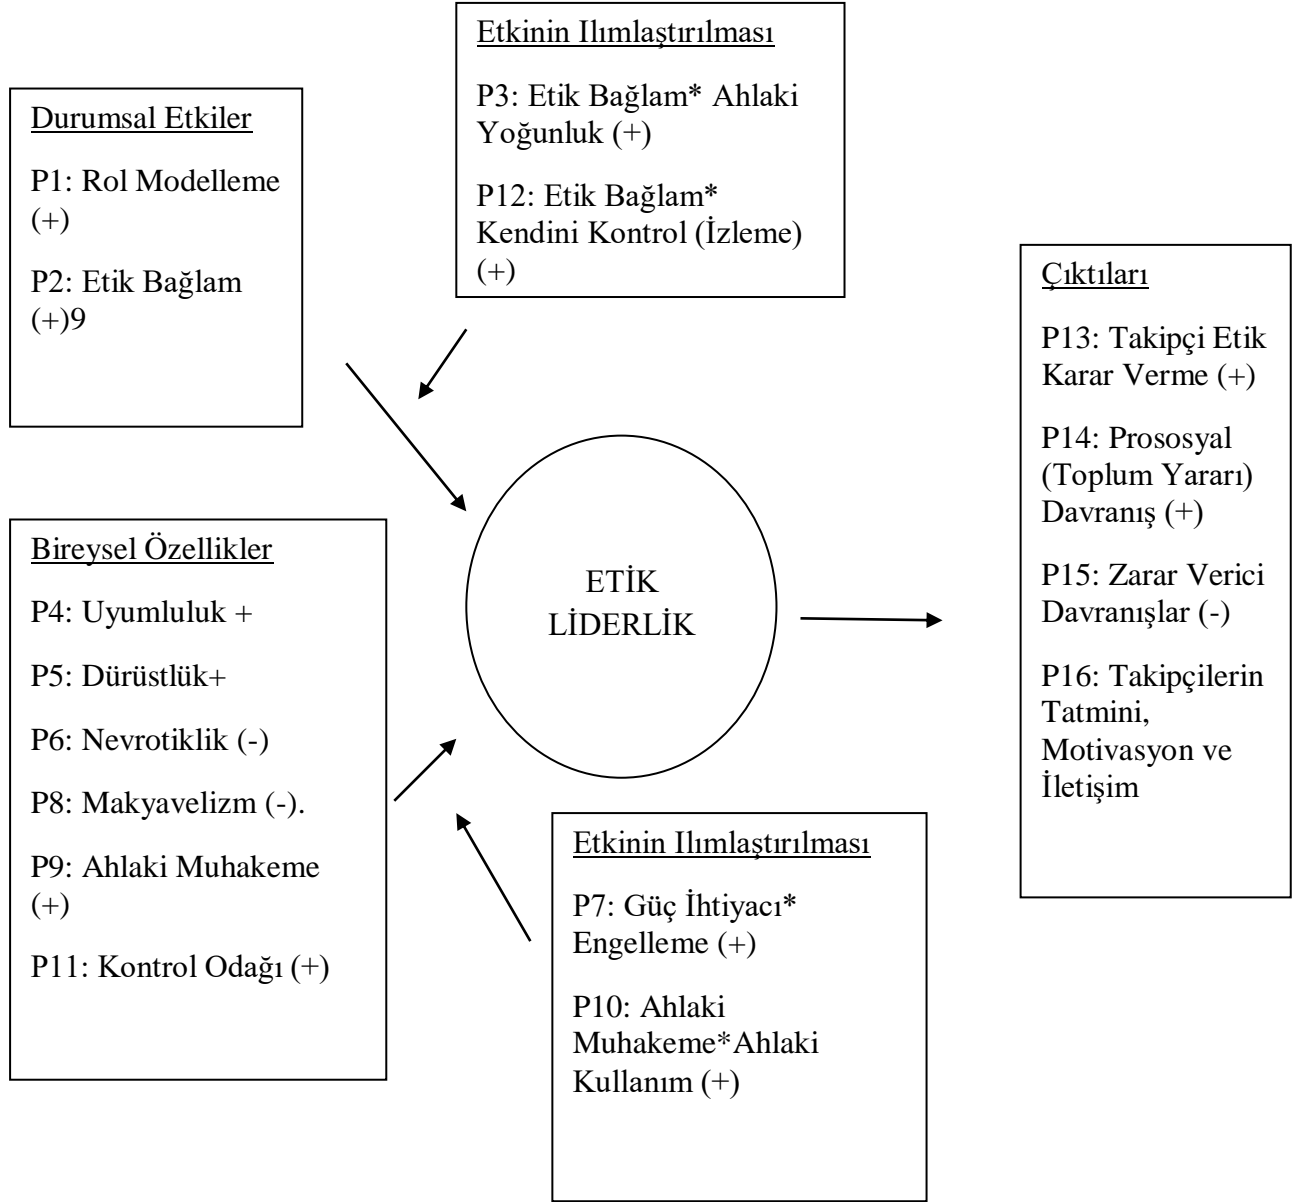 Etkinin Ilımlaştırılması
P3: Etik Bağlam* Ahlaki
Yoğunluk (+)
P12: Etik Bağlam*
Kendini Kontrol (İzleme)
(+)
Durumsal Etkiler
P1: Rol Modelleme
(+)
P2: Etik Bağlam
(+)9
Çıktıları
P13: Takipçi Etik
Karar Verme (+)
P14: Prososyal
(Toplum Yararı)
Davranış (+)
P15: Zarar Verici
Davranışlar (-)
P16: Takipçilerin
Tatmini,
Motivasyon ve
İletişim
ETİK
LİDERLİK
Bireysel Özellikler
P4: Uyumluluk +
P5: Dürüstlük+
P6: Nevrotiklik (-)
P8: Makyavelizm (-).
P9: Ahlaki Muhakeme
(+)
P11: Kontrol Odağı (+)
Etkinin Ilımlaştırılması
P7: Güç İhtiyacı*
Engelleme (+)
P10: Ahlaki
Muhakeme*Ahlaki
Kullanım (+)